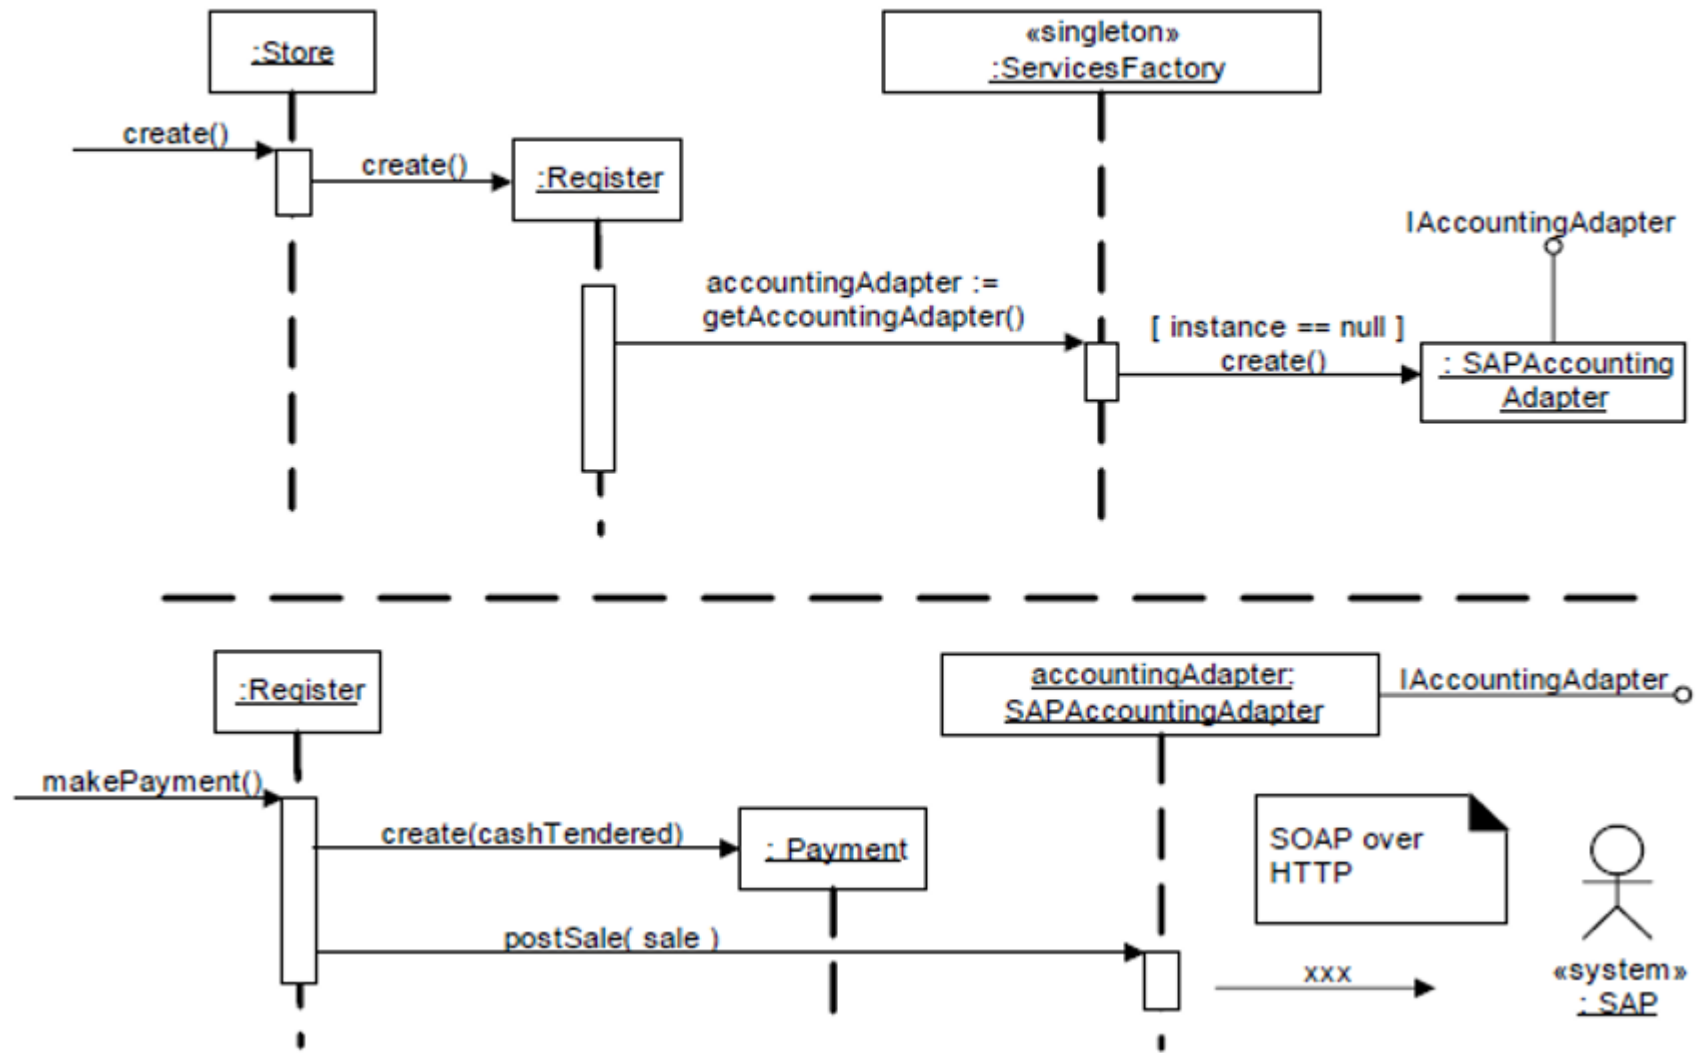 :Store
«singleton»
:ServicesFactory
create()
create()
:Register
IAccountingAdapter
accountingAdapter :=
getAccountingAdapter()
[ instance == null ]
create()
: SAPAccounting
Adapter
:Register
accountingAdapter:
SAPAccountingAdapter
IAccountingAdapter
makePayment()
create(cashTendered)
: Payment
SOAP over
HTTP
postSale( sale )
xxx
«system»
: SAP